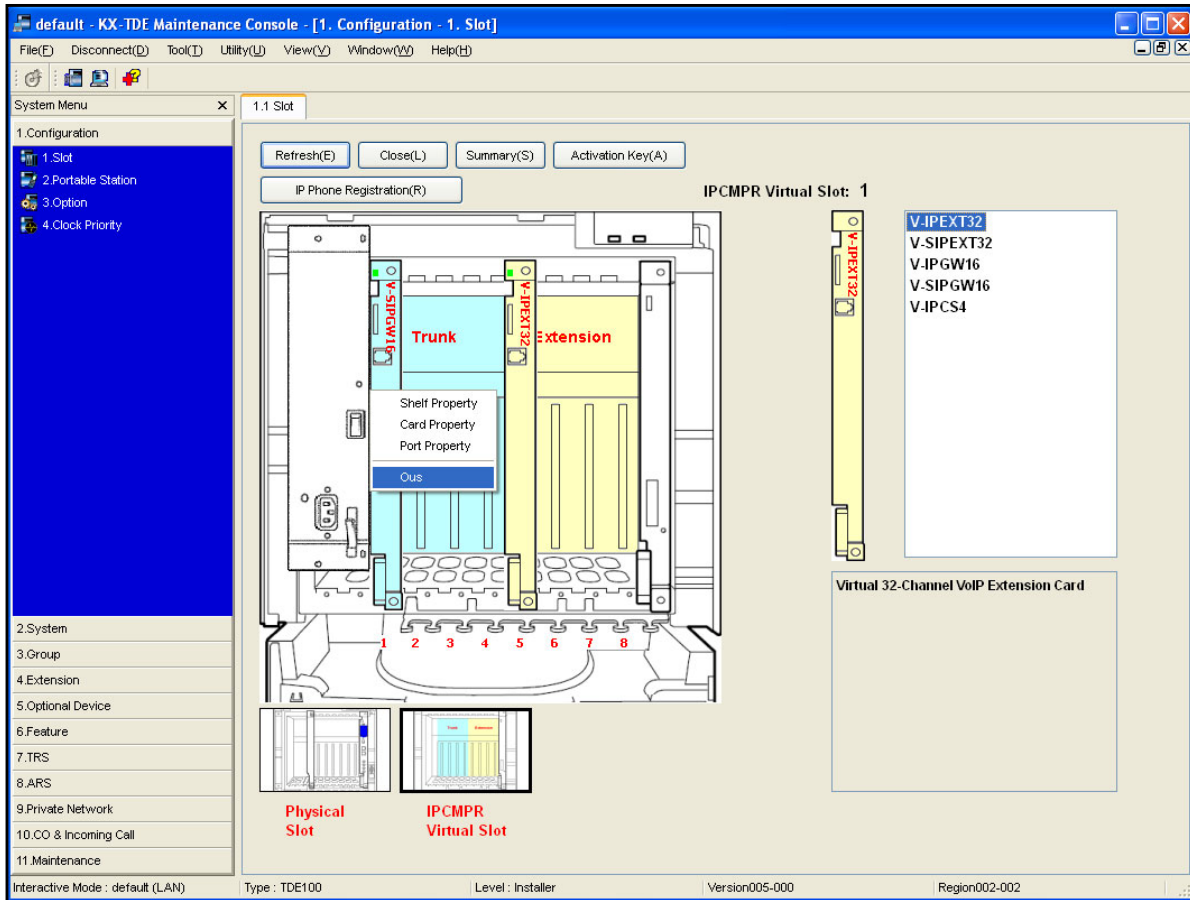 default - KX-TDE Maintenance Console - [1. Configuration - 1. Slot]
File(F) Disconnect(D) Tool(T) Utility(U) View(V) Window(W) Help(H)
System Menu
1.Configuration
1.Slot
2.Portable Station
3.Option
4.Clock Priority
2.System
3.Group
4.Extension
5.Optional Device
6.Feature
7.TRS
8.ARS
9.Private Network
10.CO & Incoming Call
11.Maintenance
1.1 Slot
Refresh(E) Close(L) Summary(S) Activation Key(A)
IP Phone Registration(R)
IPCMPR Virtual Slot: 1
V-SIPGW16
Trunk
V-IPEXT32
Extension
Shelf Property
Card Property
Port Property
Ous
1 2 3 4 5 6 7 8
Trunk Extension
Physical Slot
IPCMPR Virtual Slot
V-IPEXT32
V-IPEXT32
V-SIPEXT32
V-IPGW16
V-SIPGW16
V-IPCS4
Virtual 32-Channel VoIP Extension Card
Interactive Mode : default (LAN) Type : TDE100 Level : Installer Version005-000 Region002-002